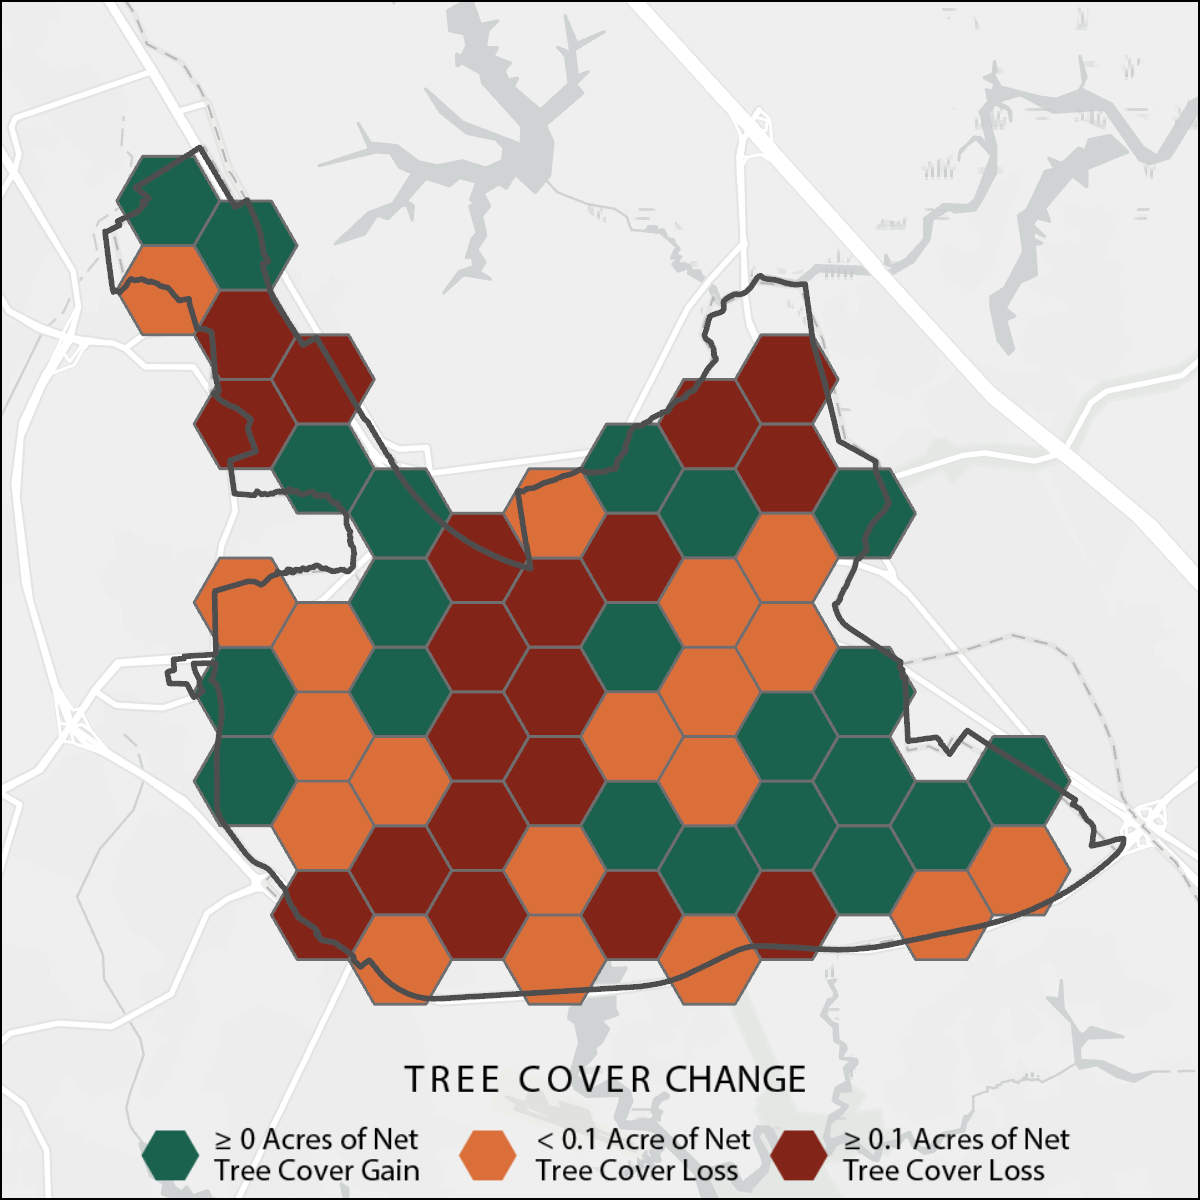 TREE COVER CHANGE
≥ 0 Acres of Net
Tree Cover Gain
< 0.1 Acre of Net
Tree Cover Loss
≥ 0.1 Acres of Net
Tree Cover Loss